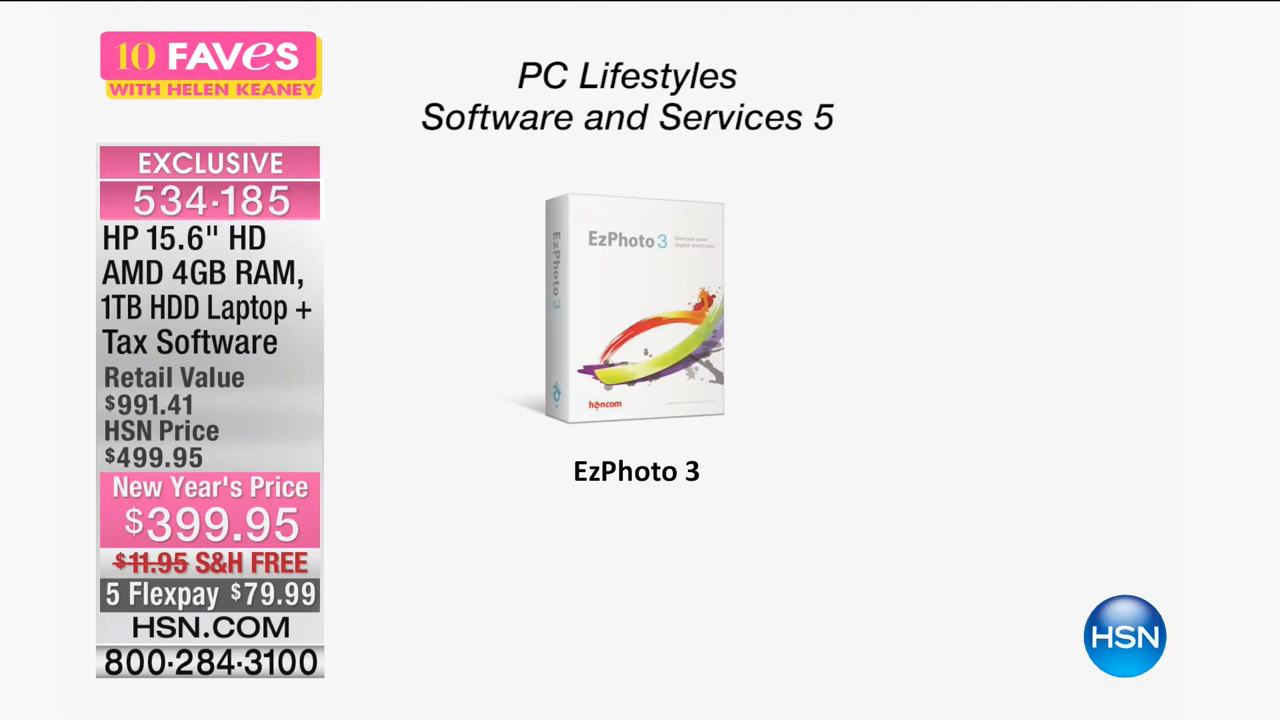 10 FAVES
WITH HELEN KEANEY
EXCLUSIVE
534·185
HP 15.6" HD
AMD 4GB RAM,
1TB HDD Laptop +
Tax Software
Retail Value
$991.41
HSN Price
$499.95
New Year's Price
$399.95
$11.95 S&H FREE
5 Flexpay $79.99
HSN.COM
800·284·3100
PC Lifestyles
Software and Services 5
EzPhoto 3
EzPhoto 3
hancom
EzPhoto 3
HSN